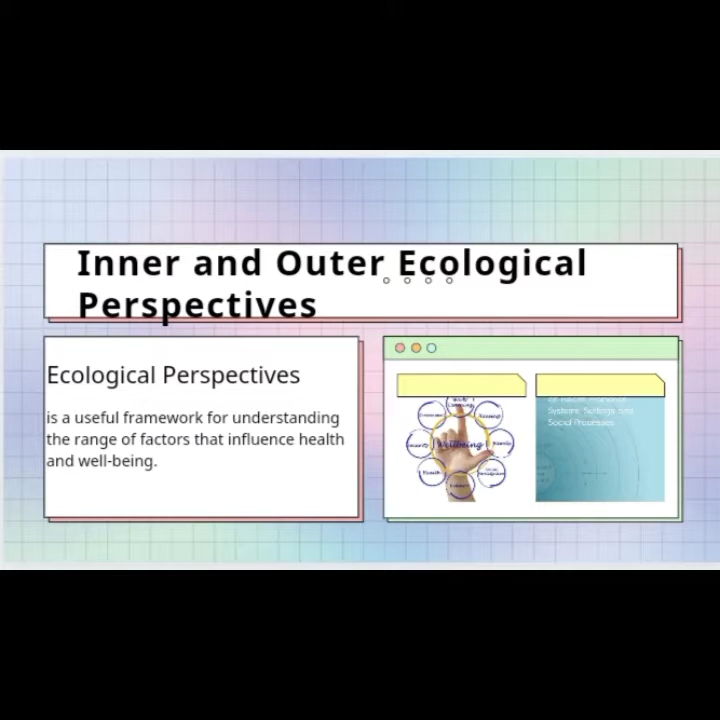 Inner and Outer Ecological
Perspectives
Ecological Perspectives
is a useful framework for understanding
the range of factors that influence health
and well-being.
Wellbeing
Systems, Settings and
Social Processes